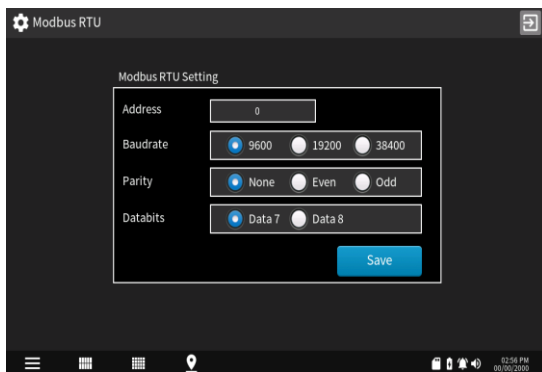 Modbus RTU
Modbus RTU Setting
Address 0
Baudrate 9600 19200 38400
Parity None Even Odd
Databits Data 7 Data 8
Save
02:56 PM
00/00/2000